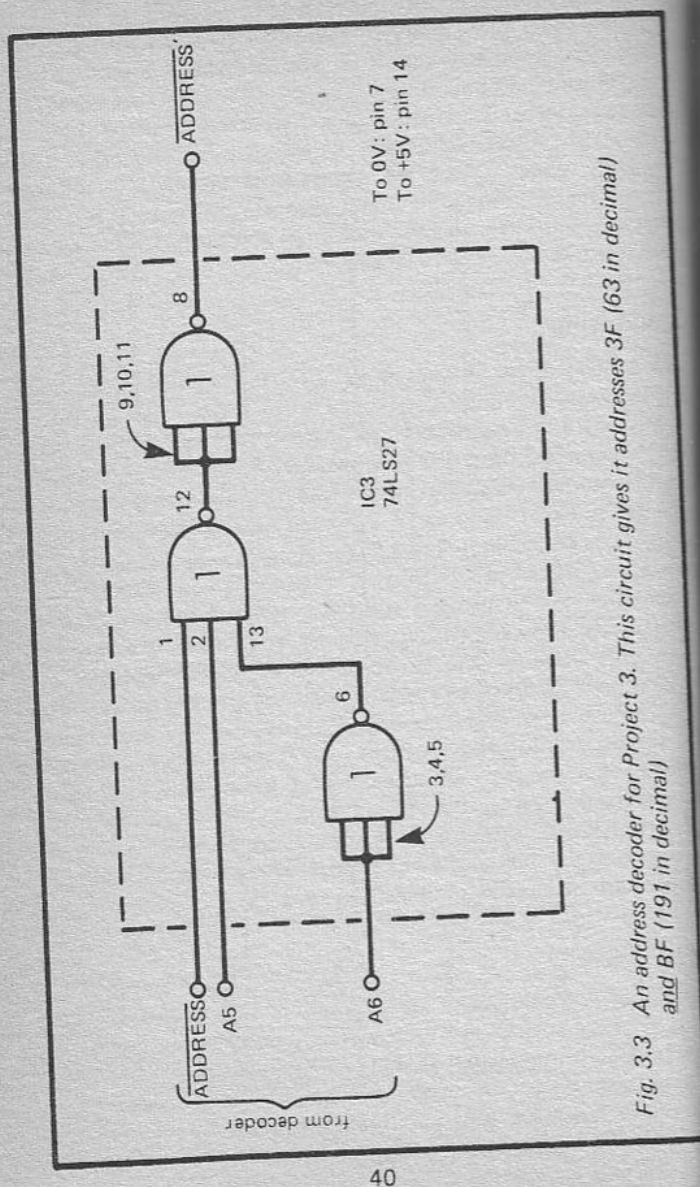 ADDRESS
A5
A6
from decoder
1
2
13
3,4,5
6
1
1
12
9,10,11
1
8
ADDRESS'
IC3
74LS27
To 0V: pin 7
To +5V: pin 14
Fig. 3.3 An address decoder for Project 3. This circuit gives it addresses 3F (63 in decimal)
and BF (191 in decimal)
40